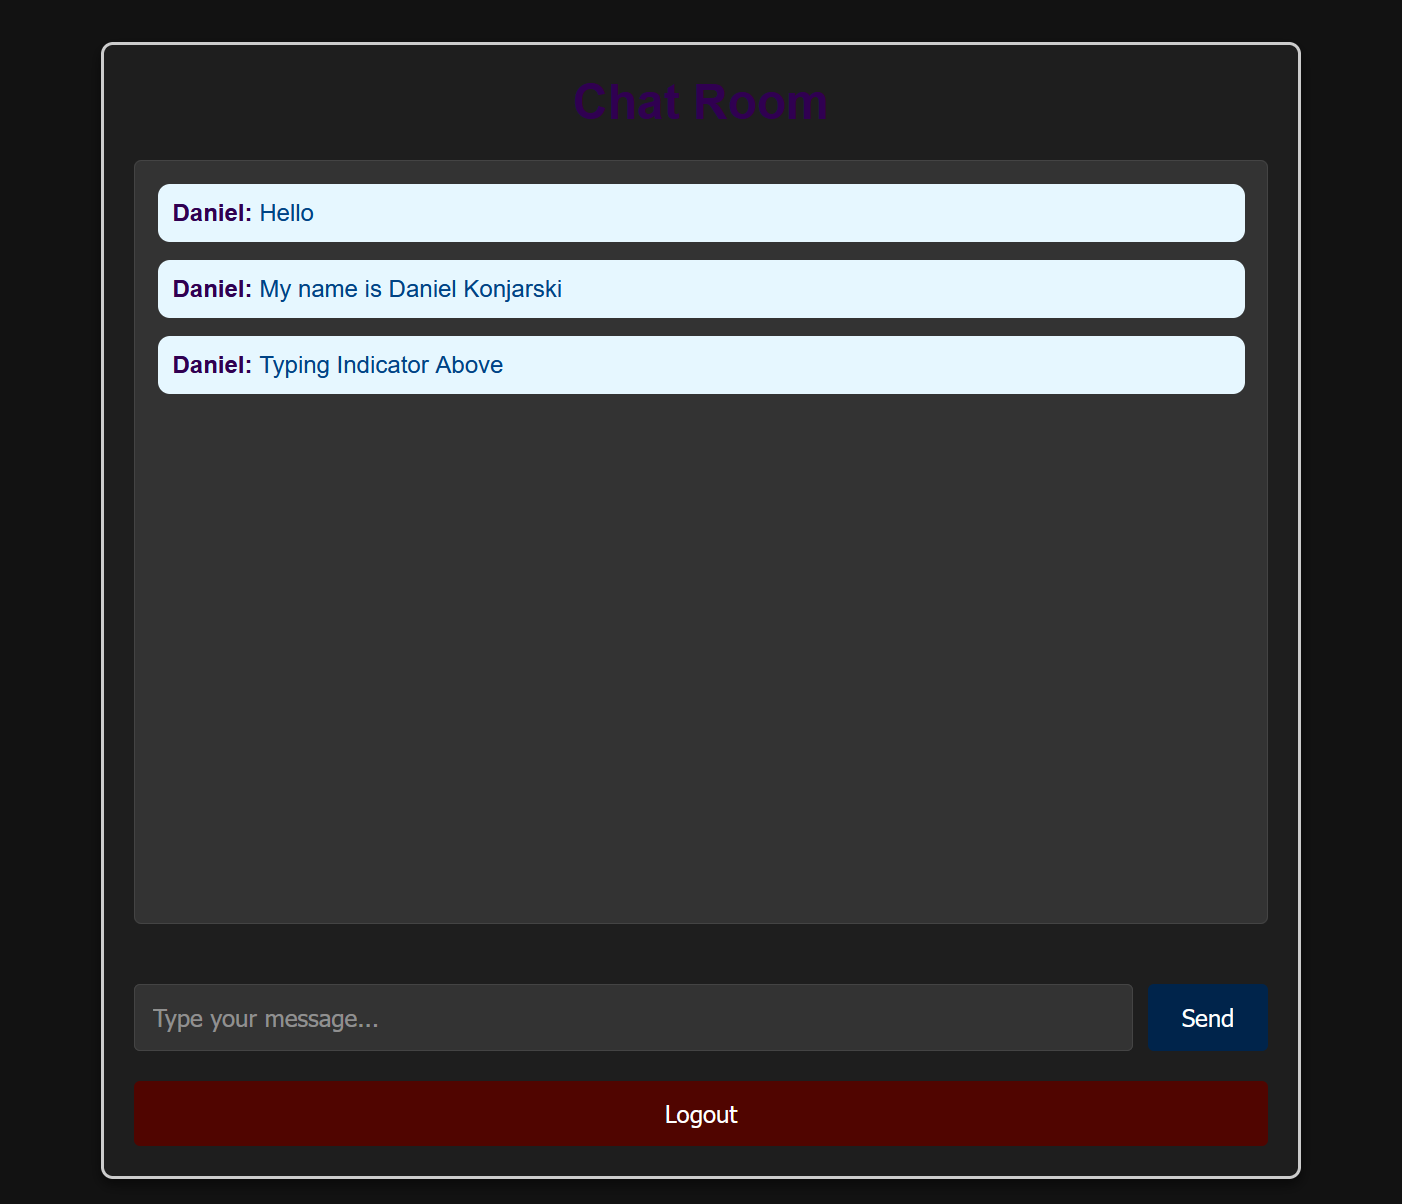 Chat Room
Daniel: Hello
Daniel: My name is Daniel Konjarski
Daniel: Typing Indicator Above
Type your message...
Send
Logout